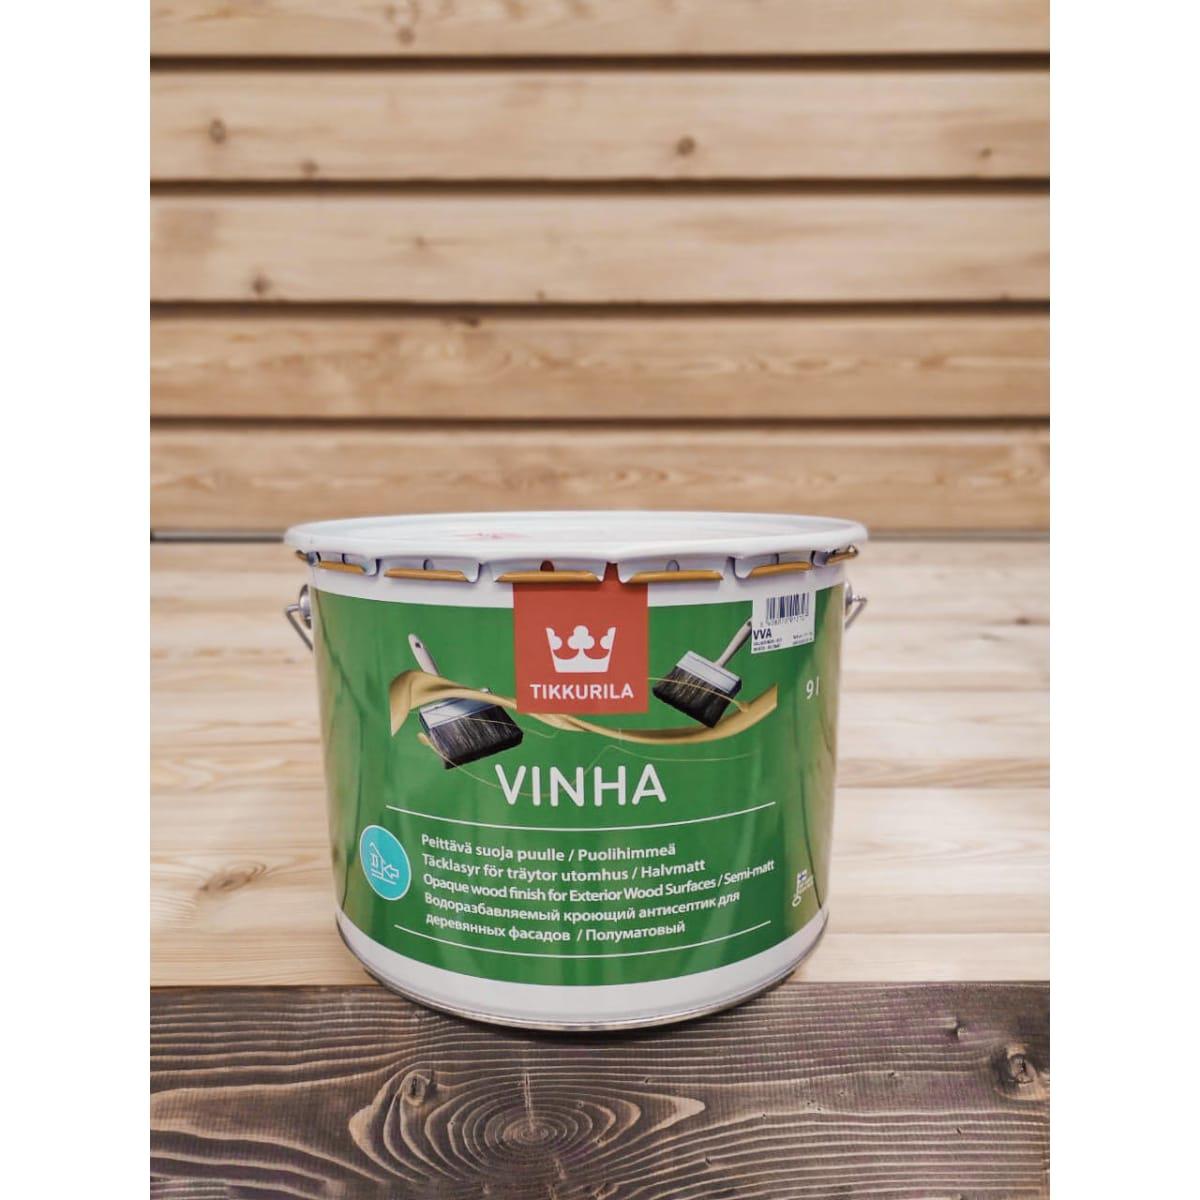 VVA
TIKKURILA
9 l
VINHA
Peittävä suoja puulle / Puolihimmeä
Täcklasyr för träytor utomhus / Halvmatt
Opaque wood finish for Exterior Wood Surfaces / Semi-matt
Водоразбавляемый кроющий антисептик для
деревянных фасадов / Полуматовый